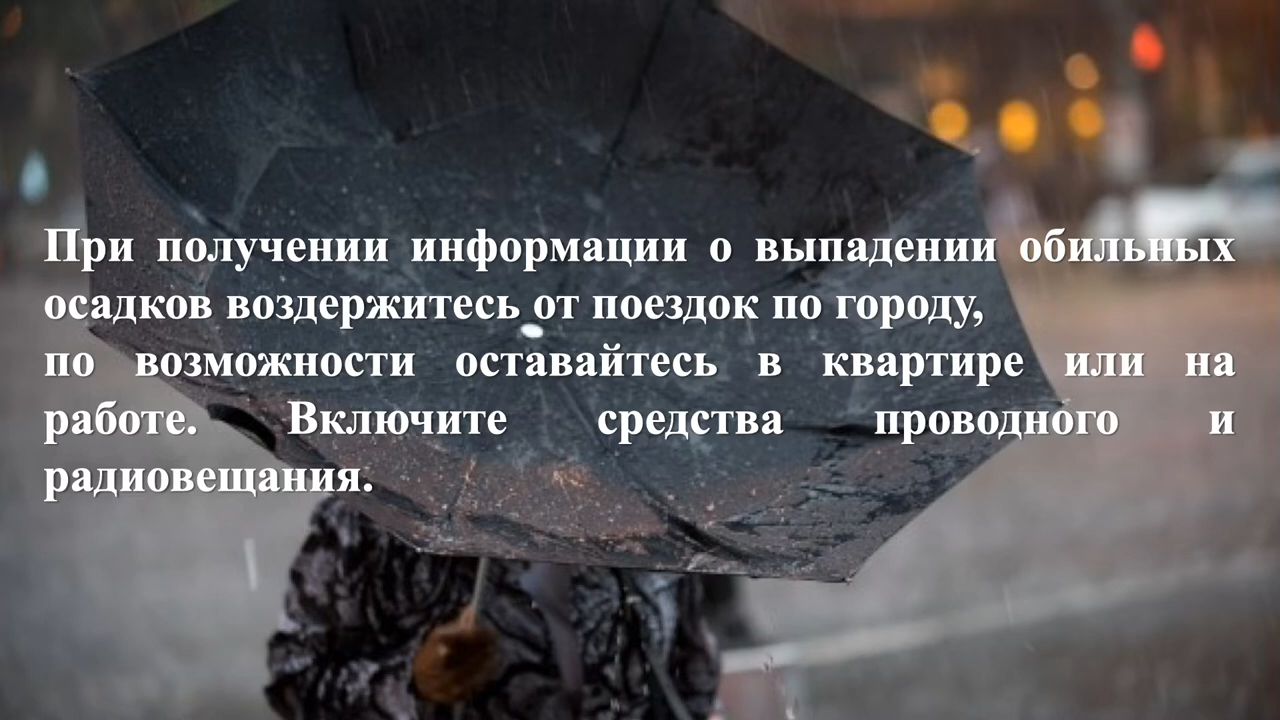 При получении информации о выпадении обильных
осадков воздержитесь от поездок по городу,
по возможности оставайтесь в квартире или на
работе. Включите средства проводного и
радиовещания.